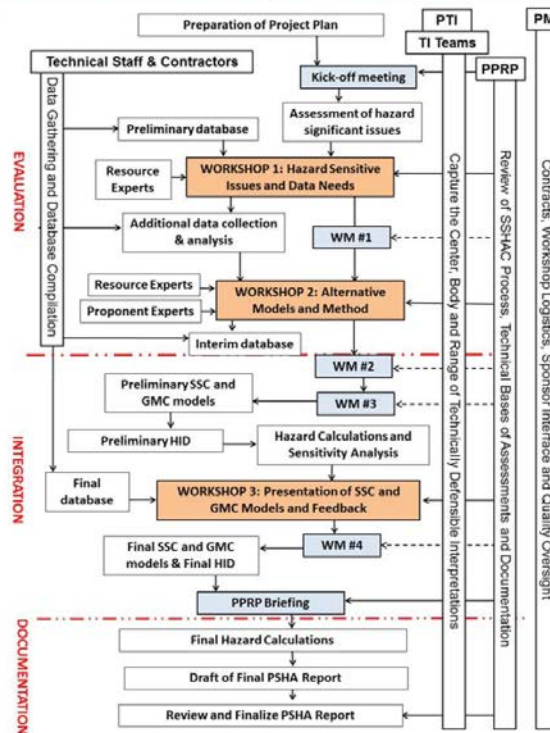 Preparation of Project Plan
PTI
TI Teams
PM
PPRP
Technical Staff & Contractors
Kick-off meeting
Assessment of hazard
significant issues
Preliminary database
EVALUATION
Resource
Experts
WORKSHOP 1: Hazard Sensitive
Issues and Data Needs
Additional data collection
& analysis
WM #1
Resource Experts
Proponent Experts
WORKSHOP 2: Alternative
Models and Method
Interim database
Data Gathering and Database Compilation
Capture the Center, Body and Range of Technically Defensible Interpretations
Review of SSHAC Process, Technical Bases of Assessments and Documentation
Contracts, Workshop Logistics, Sponsor Interface and Quality Oversight
INTEGRATION
WM #2
Preliminary SSC and
GMC models
WM #3
Preliminary HID
Hazard Calculations and
Sensitivity Analysis
Final
database
WORKSHOP 3: Presentation of SSC and
GMC Models and Feedback
WM #4
Final SSC and GMC
models & Final HID
PPRP Briefing
DOCUMENTATION
Final Hazard Calculations
Draft of Final PSHA Report
Review and Finalize PSHA Report